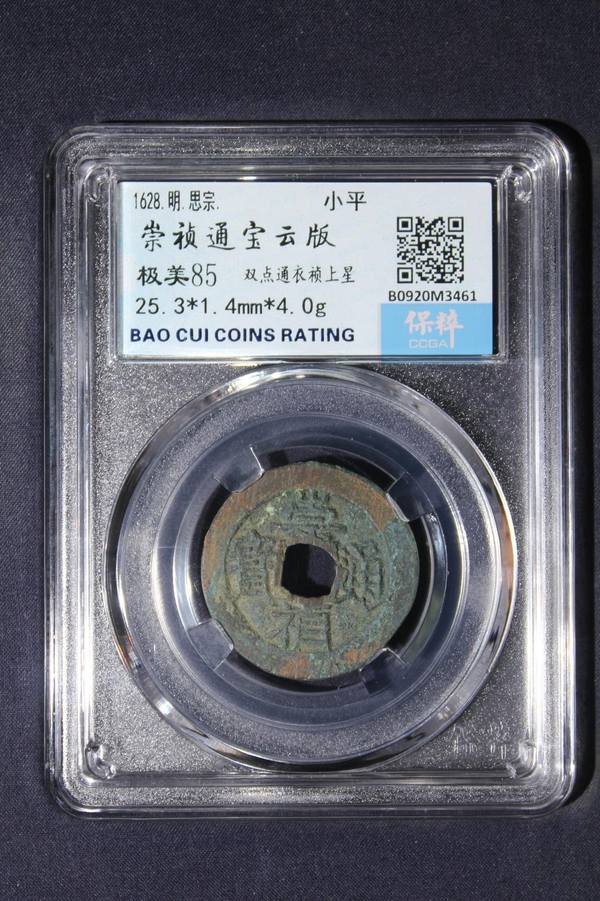 1628.明.思宗. 小平
崇祯通宝云版
极美85 双点通衣祯上星
B0920M3461
25.3*1.4mm*4.0g
保粹
CCGA
BAO CUI COINS RATING
崇
寶 通
禎